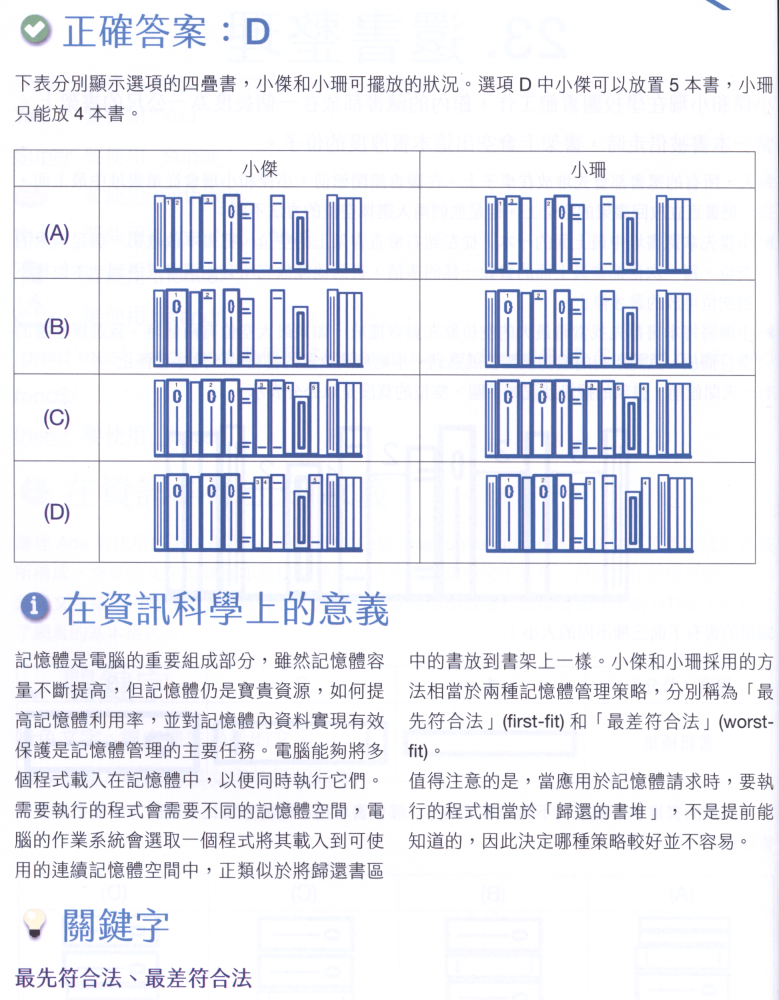 正確答案：D
下表分別顯示選項的四疊書，小傑和小珊可擺放的狀況。選項 D 中小傑可以放置 5 本書，小珊
只能放 4 本書。
小傑 小珊
(A)
(B)
(C)
(D)
在資訊科學上的意義
記憶體是電腦的重要組成部分，雖然記憶體容
量不斷提高，但記憶體仍是寶貴資源，如何提
高記憶體利用率，並對記憶體內資料實現有效
保護是記憶體管理的主要任務。電腦能夠將多
個程式載入在記憶體中，以便同時執行它們。
需要執行的程式會需要不同的記憶體空間，電
腦的作業系統會選取一個程式將其載入到可使
用的連續記憶體空間中，正類似於將歸還書區
中的書放到書架上一樣。小傑和小珊採用的方
法相當於兩種記憶體管理策略，分別稱為「最
先符合法」(first-fit) 和「最差符合法」(worst-
fit)。
值得注意的是，當應用於記憶體請求時，要執
行的程式相當於「歸還的書堆」，不是提前能
知道的，因此決定哪種策略較好並不容易。
關鍵字
最先符合法、最差符合法